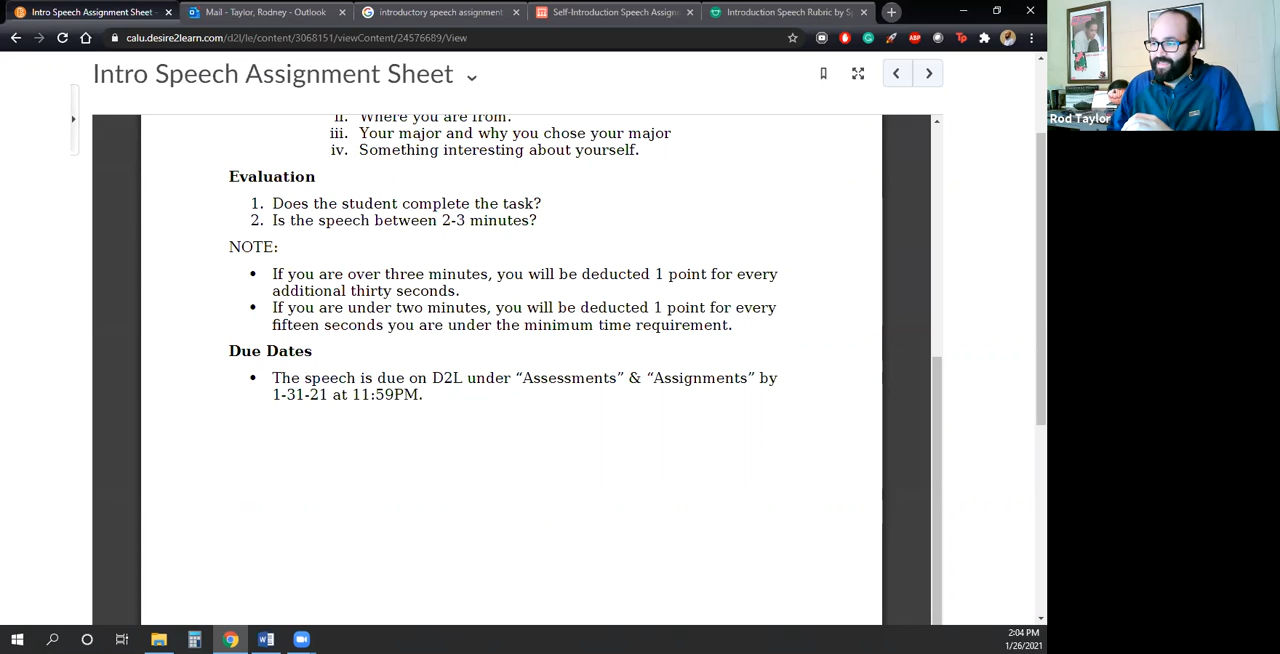 Intro Speech Assignment Sheet -
Mail - Taylor, Rodney - Outlook
introductory speech assignment
Self-Introduction Speech Assign
Introduction Speech Rubric by S
calu.desire2learn.com/d2l/le/content/3068151/viewContent/24576689/View
ABP
Tp
Intro Speech Assignment Sheet
Rod Taylor
ii. Where you are from.
iii. Your major and why you chose your major
iv. Something interesting about yourself.
Evaluation
1. Does the student complete the task?
2. Is the speech between 2-3 minutes?
NOTE:
• If you are over three minutes, you will be deducted 1 point for every
additional thirty seconds.
• If you are under two minutes, you will be deducted 1 point for every
fifteen seconds you are under the minimum time requirement.
Due Dates
• The speech is due on D2L under “Assessments” & “Assignments” by
1-31-21 at 11:59PM.
2:04 PM
1/26/2021